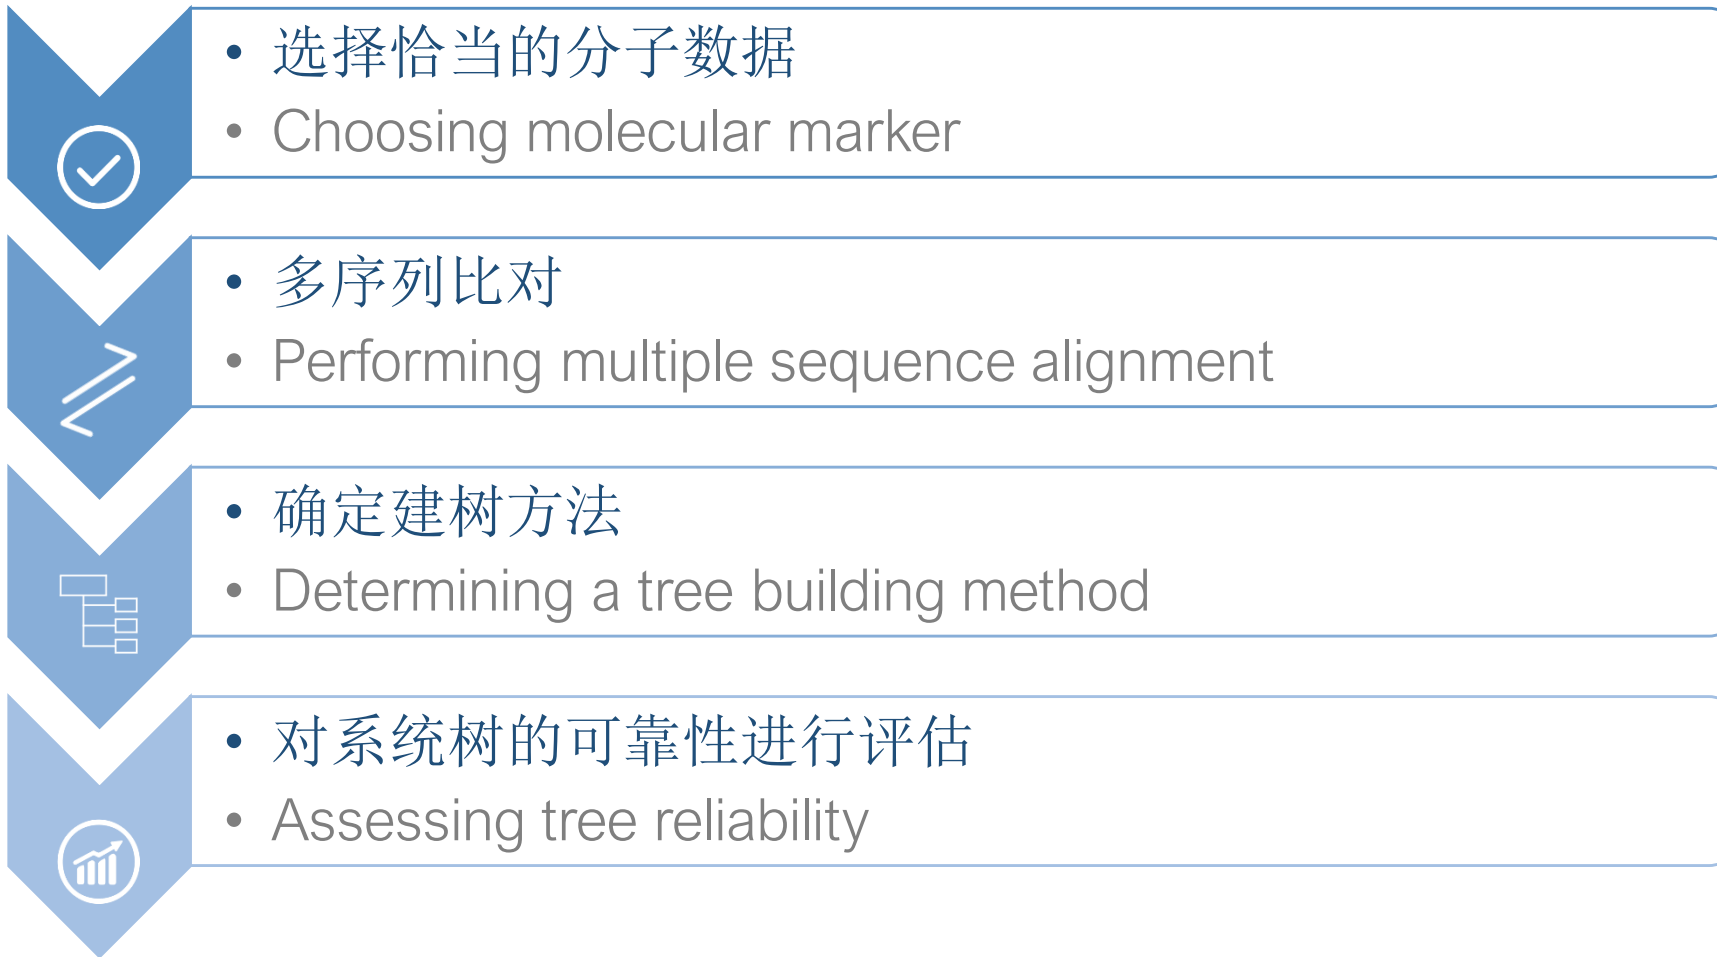 • 选择恰当的分子数据
• Choosing molecular marker
• 多序列比对
• Performing multiple sequence alignment
• 确定建树方法
• Determining a tree building method
• 对系统树的可靠性进行评估
• Assessing tree reliability